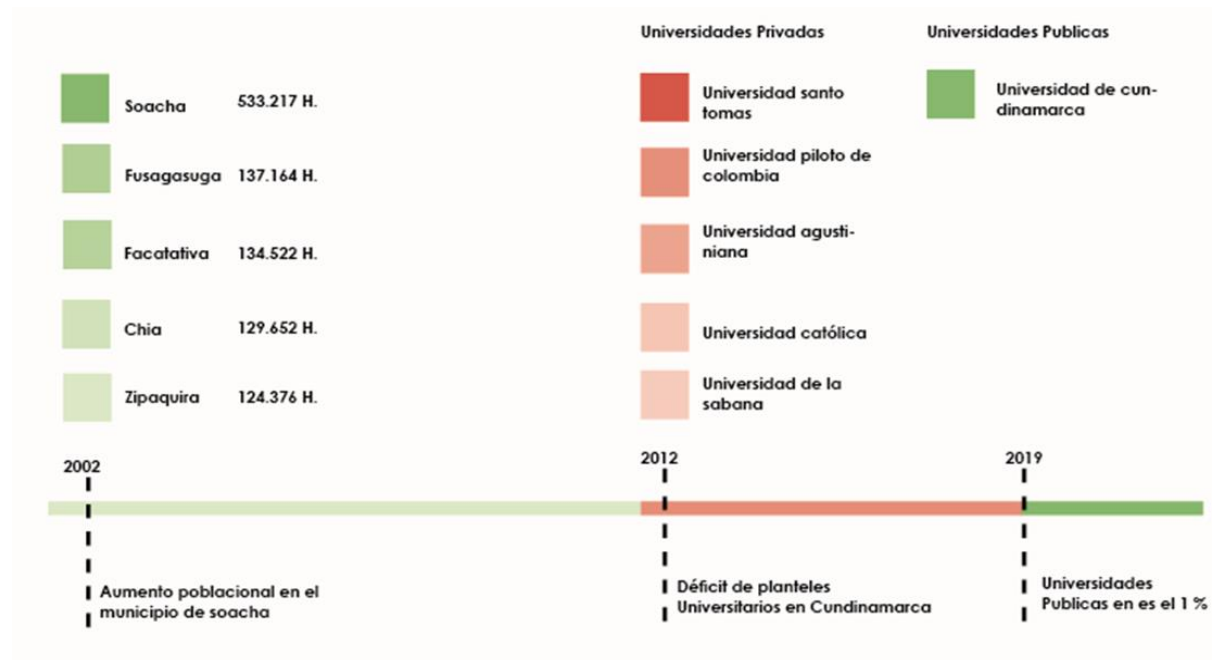 Universidades Privadas
Universidades Publicas
Soacha 533.217 H.
Fusagasuga 137.164 H.
Facatativa 134.522 H.
Chia 129.652 H.
Zipaquira 124.376 H.
Universidad santo
tomas
Universidad piloto de
colombia
Universidad agusti-
niana
Universidad católica
Universidad de la
sabana
Universidad de cun-
dinamarca
2002
2012
2019
Aumento poblacional en el
municipio de soacha
Déficit de planteles
Universitarios en Cundinamarca
Universidades
Publicas en es el 1 %